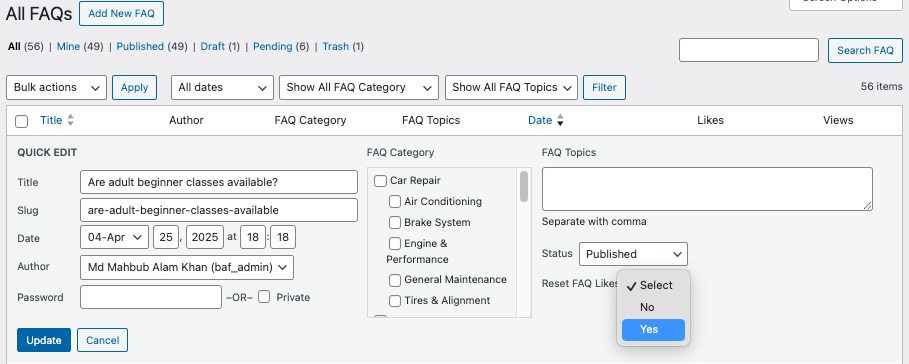 All FAQs Add New FAQ
All (56) | Mine (49) | Published (49) | Draft (1) | Pending (6) | Trash (1)
Search FAQ
Bulk actions Apply All dates Show All FAQ Category Show All FAQ Topics Filter 56 items
Title Author FAQ Category FAQ Topics Date Likes Views
QUICK EDIT
Title Are adult beginner classes available?
Slug are-adult-beginner-classes-available
Date 04-Apr 25 , 2025 at 18 : 18
Author Md Mahbub Alam Khan (baf_admin)
Password –OR– Private
FAQ Category
Car Repair
Air Conditioning
Brake System
Engine &
Performance
General Maintenance
Tires & Alignment
FAQ Topics
Separate with comma
Status Published
Reset FAQ Likes
✓ Select
No
Yes
Update Cancel